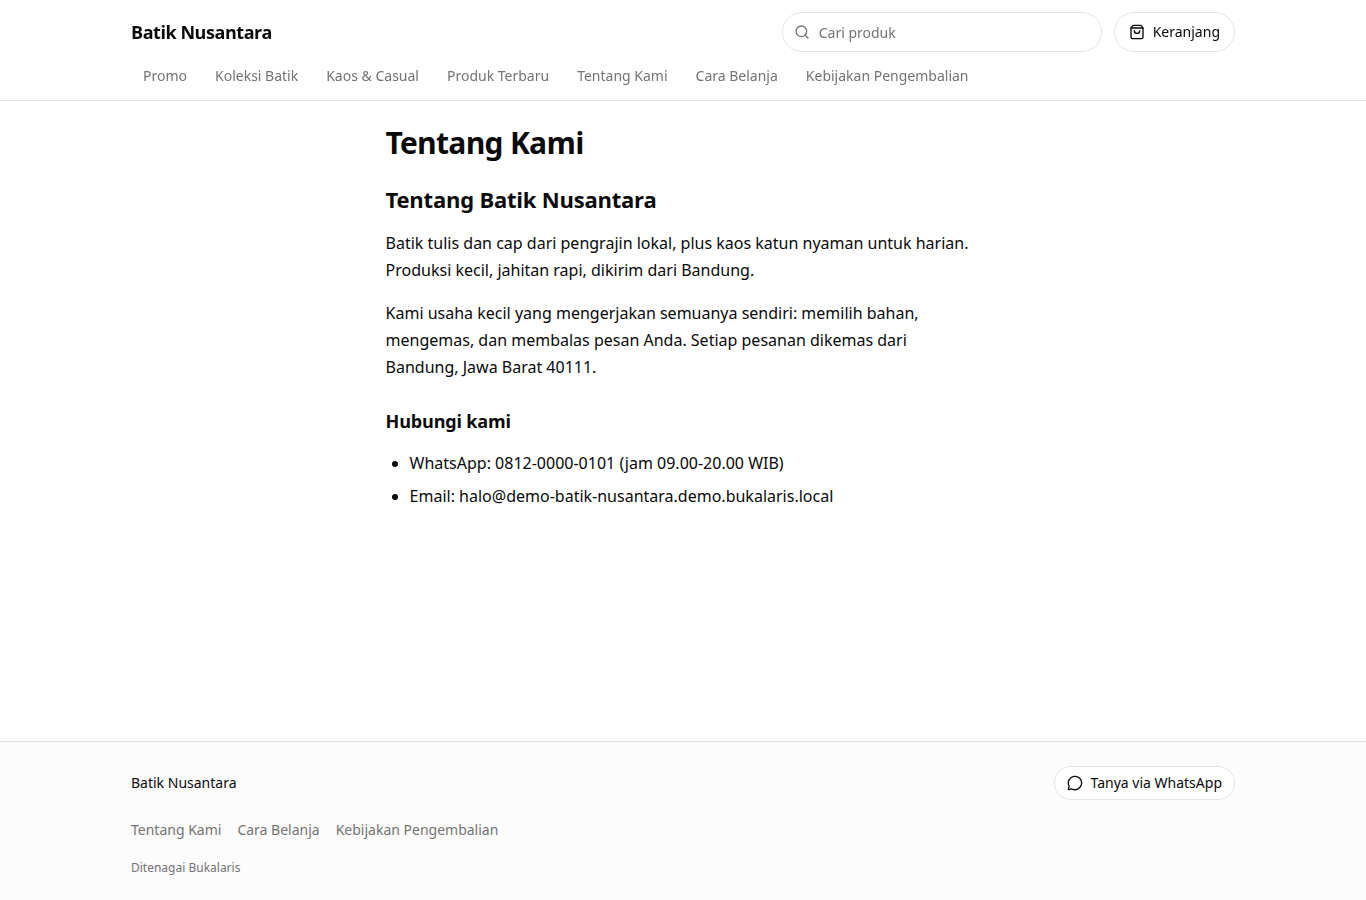 Batik Nusantara
Cari produk
Keranjang
Promo
Koleksi Batik
Kaos & Casual
Produk Terbaru
Tentang Kami
Cara Belanja
Kebijakan Pengembalian
Tentang Kami
Tentang Batik Nusantara
Batik tulis dan cap dari pengrajin lokal, plus kaos katun nyaman untuk harian.
Produksi kecil, jahitan rapi, dikirim dari Bandung.
Kami usaha kecil yang mengerjakan semuanya sendiri: memilih bahan,
mengemas, dan membalas pesan Anda. Setiap pesanan dikemas dari
Bandung, Jawa Barat 40111.
Hubungi kami
WhatsApp: 0812-0000-0101 (jam 09.00-20.00 WIB)
Email: halo@demo-batik-nusantara.demo.bukalaris.local
Batik Nusantara
Tanya via WhatsApp
Tentang Kami
Cara Belanja
Kebijakan Pengembalian
Ditenagai Bukalaris